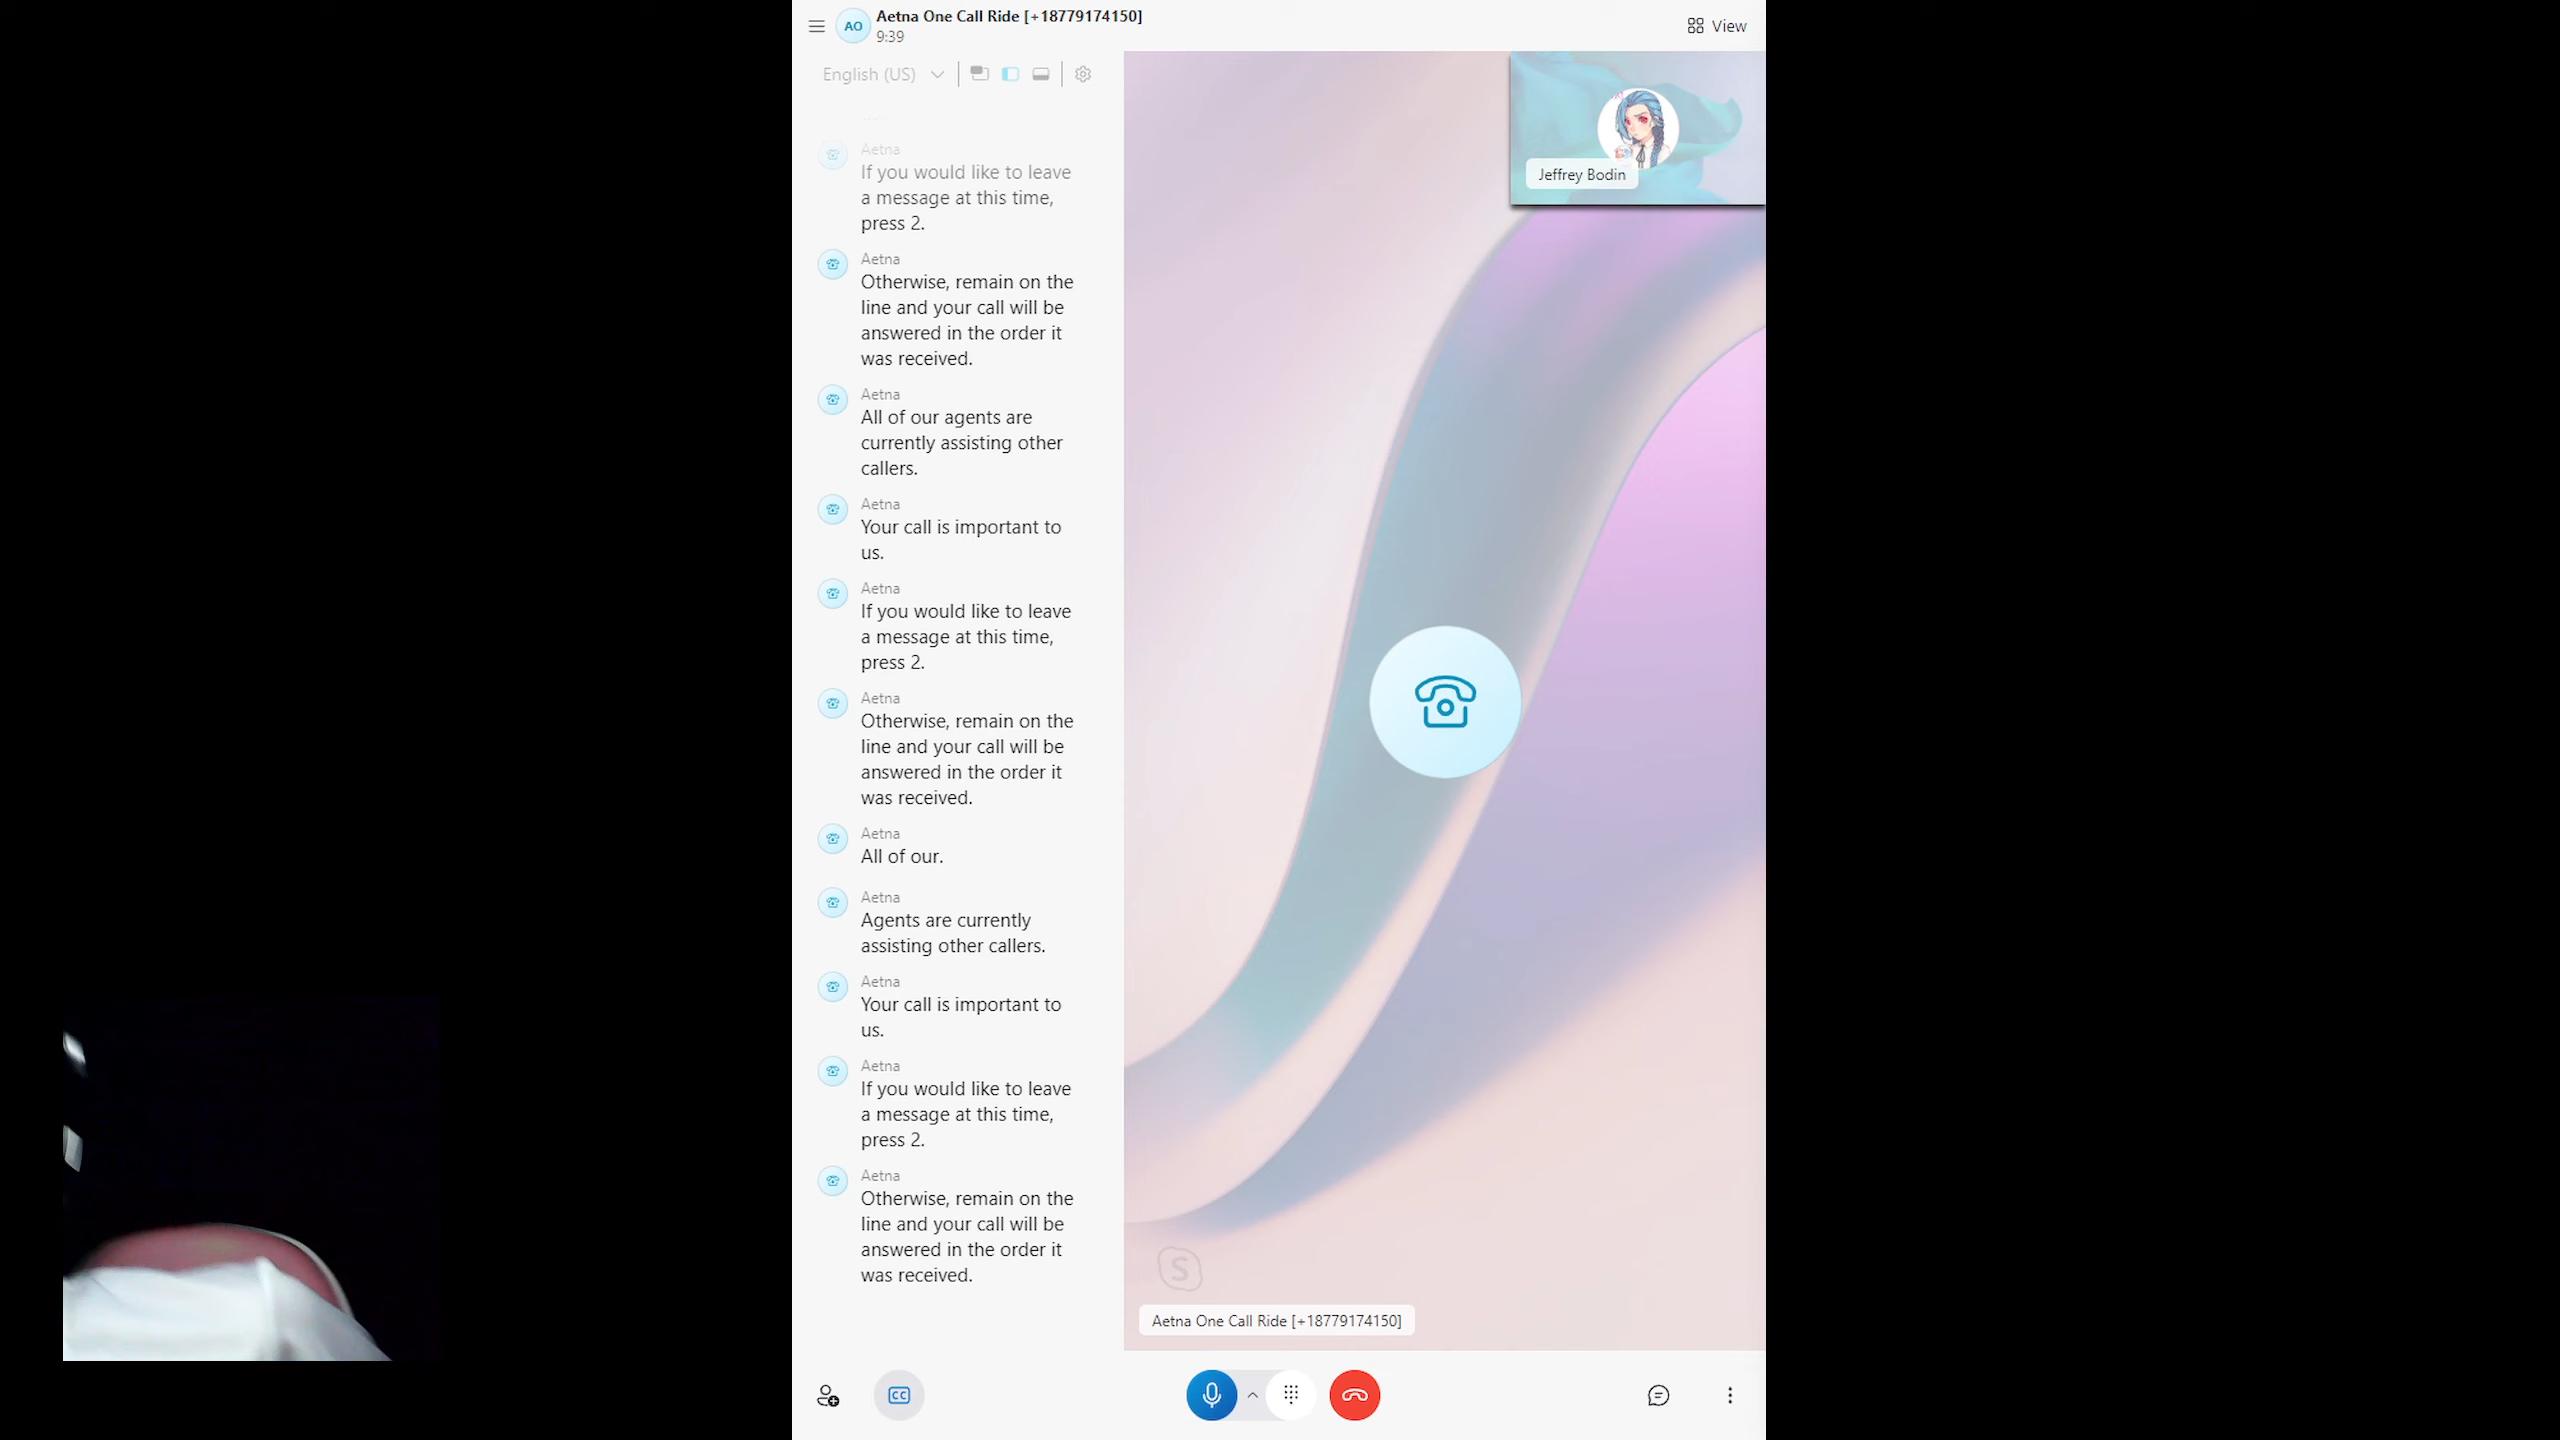 AO
Aetna One Call Ride [+18779174150]
9:39
View
English (US)
Aetna
If you would like to leave
a message at this time,
press 2.
Aetna
Otherwise, remain on the
line and your call will be
answered in the order it
was received.
Aetna
All of our agents are
currently assisting other
callers.
Aetna
Your call is important to
us.
Aetna
If you would like to leave
a message at this time,
press 2.
Aetna
Otherwise, remain on the
line and your call will be
answered in the order it
was received.
Aetna
All of our.
Aetna
Agents are currently
assisting other callers.
Aetna
Your call is important to
us.
Aetna
If you would like to leave
a message at this time,
press 2.
Aetna
Otherwise, remain on the
line and your call will be
answered in the order it
was received.
Jeffrey Bodin
S
Aetna One Call Ride [+18779174150]
CC